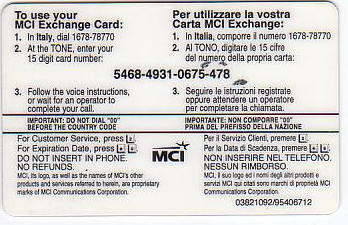 To use your
MCI Exchange Card:
1. In Italy, dial 1678-78770
2. At the TONE, enter your
15 digit card number:
Per utilizzare la vostra
Carta MCI Exchange:
1. In Italia, comporre il numero 1678-78770
2. Al TONO, digitare le 15 cifre
del numero della propria carta:
5468-4931-0675-478
3. Follow the voice instructions,
or wait for an operator to
complete your call.
3. Seguire le istruzioni registrate
oppure attendere un operatore
per completare la chiamata.
IMPORTANT: DO NOT DIAL "00"
BEFORE THE COUNTRY CODE
IMPORTANTE: NON COMPORRE "00"
PRIMA DEL PREFISSO DELLA NAZIONE
For Customer Service, press
For Expiration Date, press
DO NOT INSERT IN PHONE.
NO REFUNDS.
MCI
Per il Servizio Clienti, premere
Per la Data di Scadenza, premere
NON INSERIRE NEL TELEFONO.
NESSUN RIMBORSO.
MCI, its logo, as well as the names of MCI's other
products and services referred to herein, are proprietary
marks of MCI Communications Corporation.
MCI, il suo logo ed i nomi degli altri prodotti e
servizi MCI qui citati sono marchi di proprietà MCI
Communications Corporation.
03821092/95406712